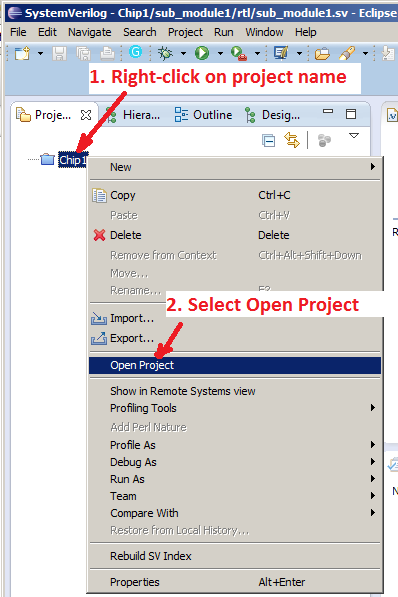 SystemVerilog - Chip1/sub_module1/rtl/sub_module1.sv - Eclipse
File Edit Navigate Search Project Run Window Help
1. Right-click on project name
Proje... Hierar... Outline Desig...
Chip1
New
Copy Ctrl+C
Paste Ctrl+V
Delete Delete
Remove from Context Ctrl+Alt+Shift+Down
Move...
Rename... F2
2. Select Open Project
Import...
Export...
Open Project
Show in Remote Systems view
Profiling Tools
Add Perl Nature
Profile As
Debug As
Run As
Team
Compare With
Restore from Local History...
Rebuild SV Index
Properties Alt+Enter